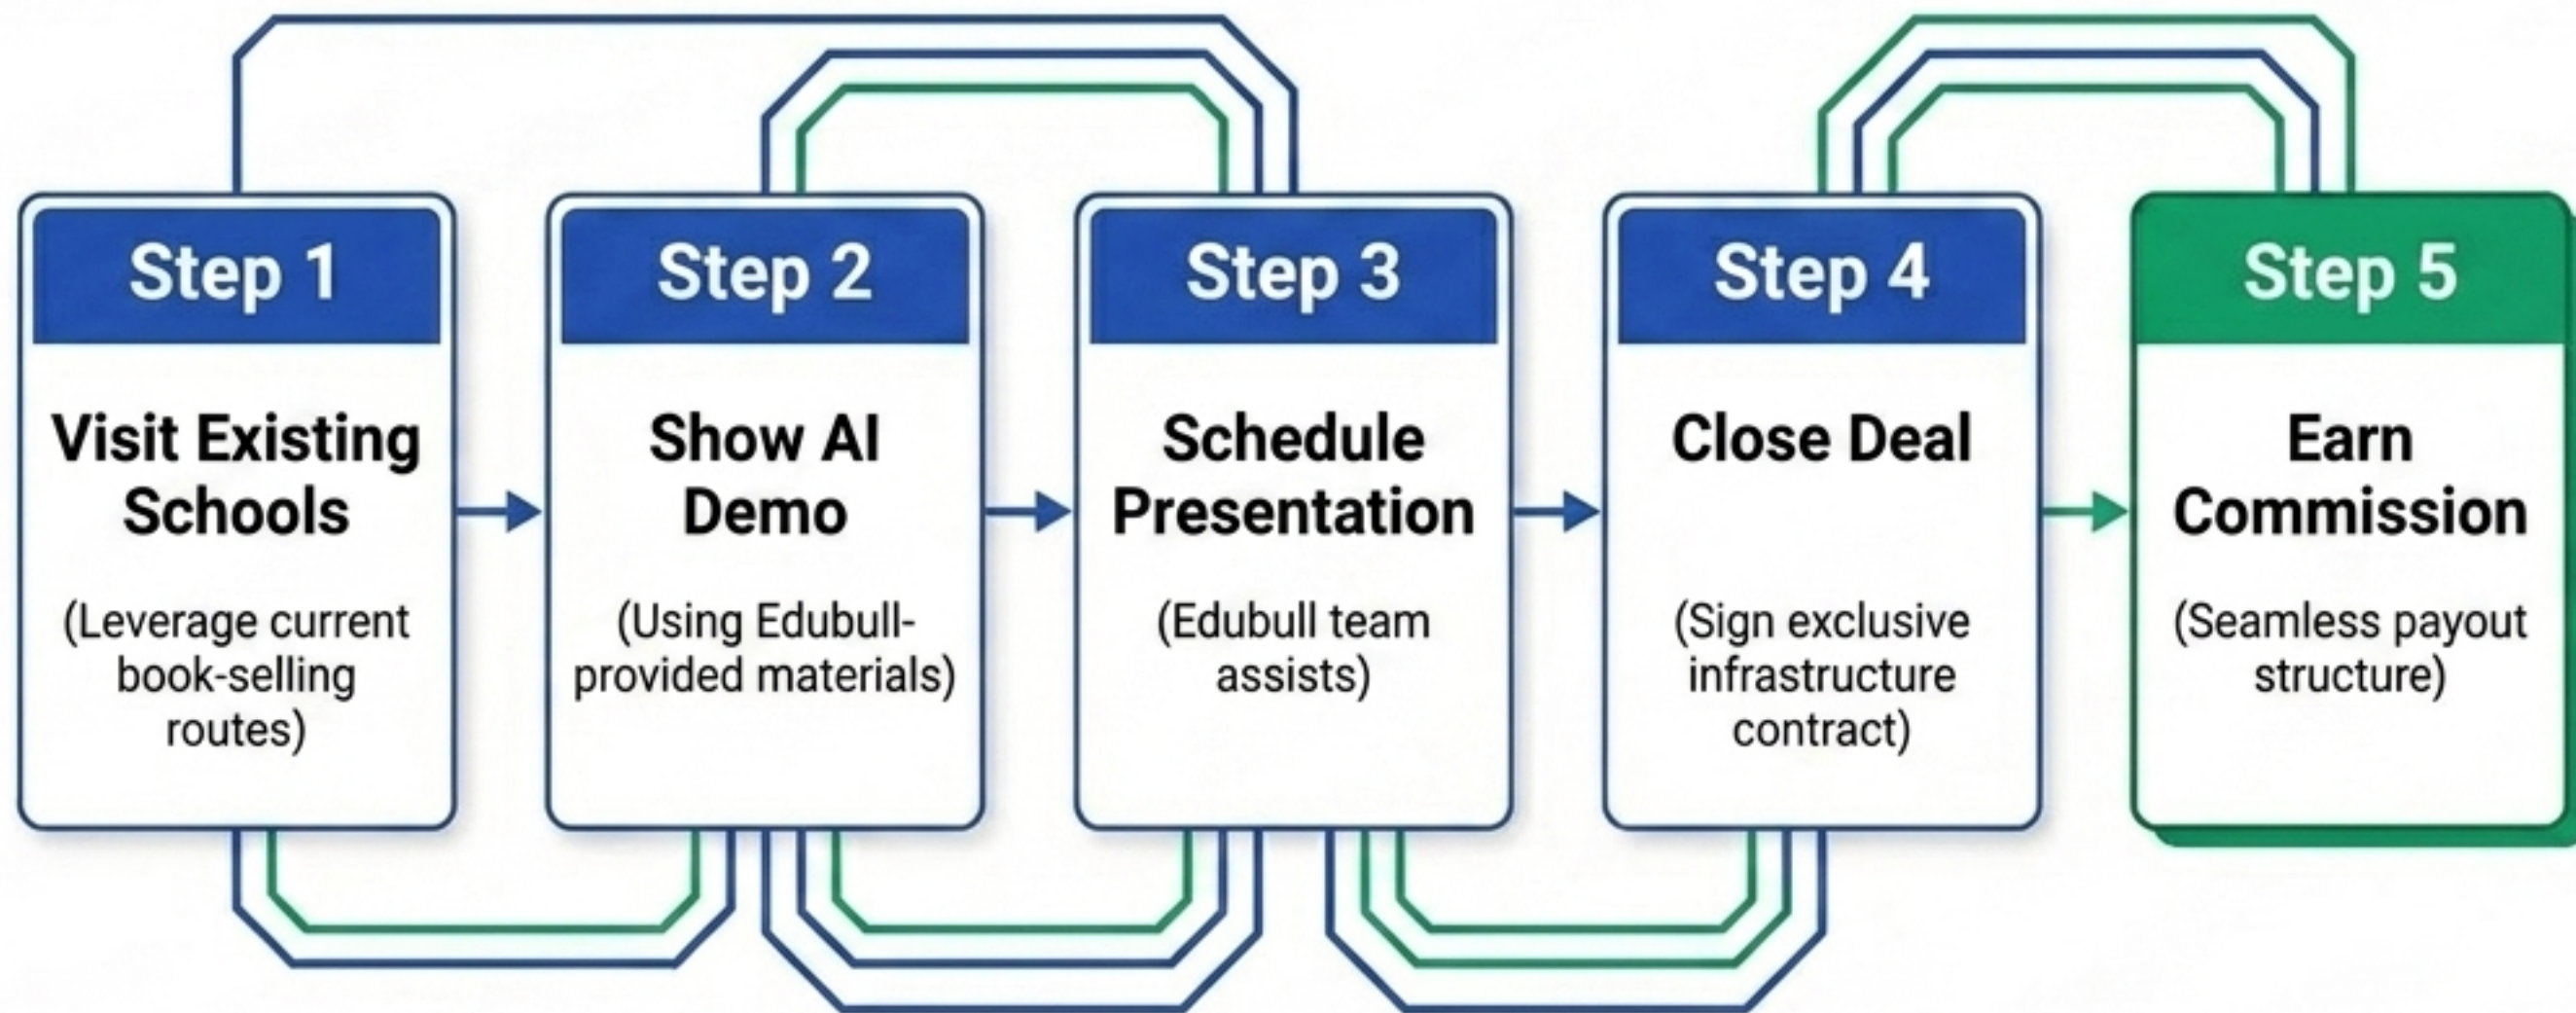 Step 1
Visit Existing
Schools
(Leverage current
book-selling
routes)
Step 2
Show AI
Demo
(Using Edubull-
provided materials)
Step 3
Schedule
Presentation
(Edubull team
assists)
Step 4
Close Deal
(Sign exclusive
infrastructure
contract)
Step 5
Earn
Commission
(Seamless payout
structure)